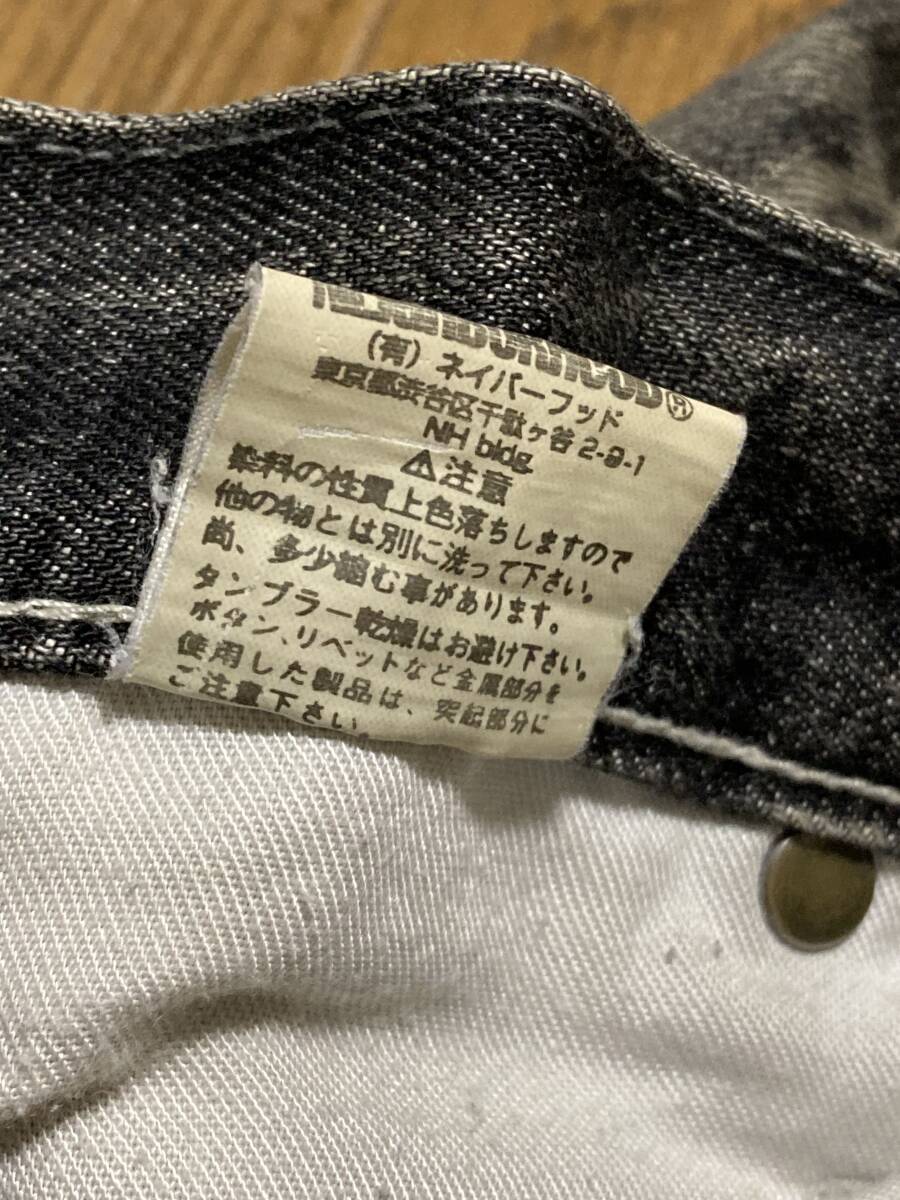 NEIGHBORHOOD®
(有) ネイバーフッド
東京都渋谷区千駄ヶ谷 2-9-1
NH bldg.
⚠注意
染料の性質上色落ちしますので
他の物とは別に洗って下さい。
尚、多少縮む事があります。
タンブラー乾燥はお避け下さい。
ボタン、リベットなど金属部分を
使用した製品は、突起部分に
ご注意下さい。